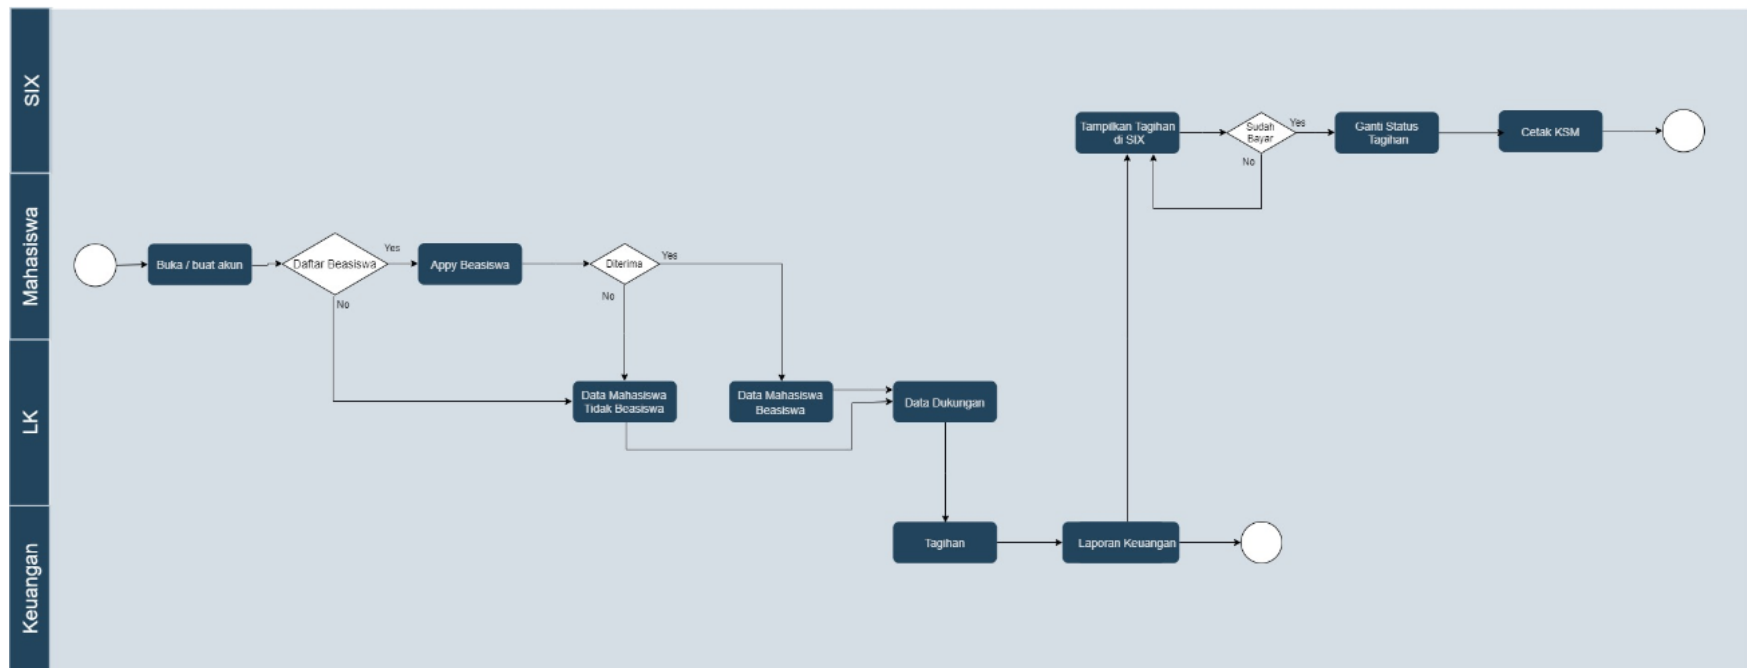 SIX
Tampilkan Tagihan
di SIX
Sudah
Bayar
Yes
No
Ganti Status
Tagihan
Cetak KSM
Mahasiswa
Buka / buat akun
Daftar Beasiswa
Yes
No
Appy Beasiswa
Diterima
Yes
No
LK
Data Mahasiswa
Tidak Beasiswa
Data Mahasiswa
Beasiswa
Data Dukungan
Keuangan
Tagihan
Laporan Keuangan